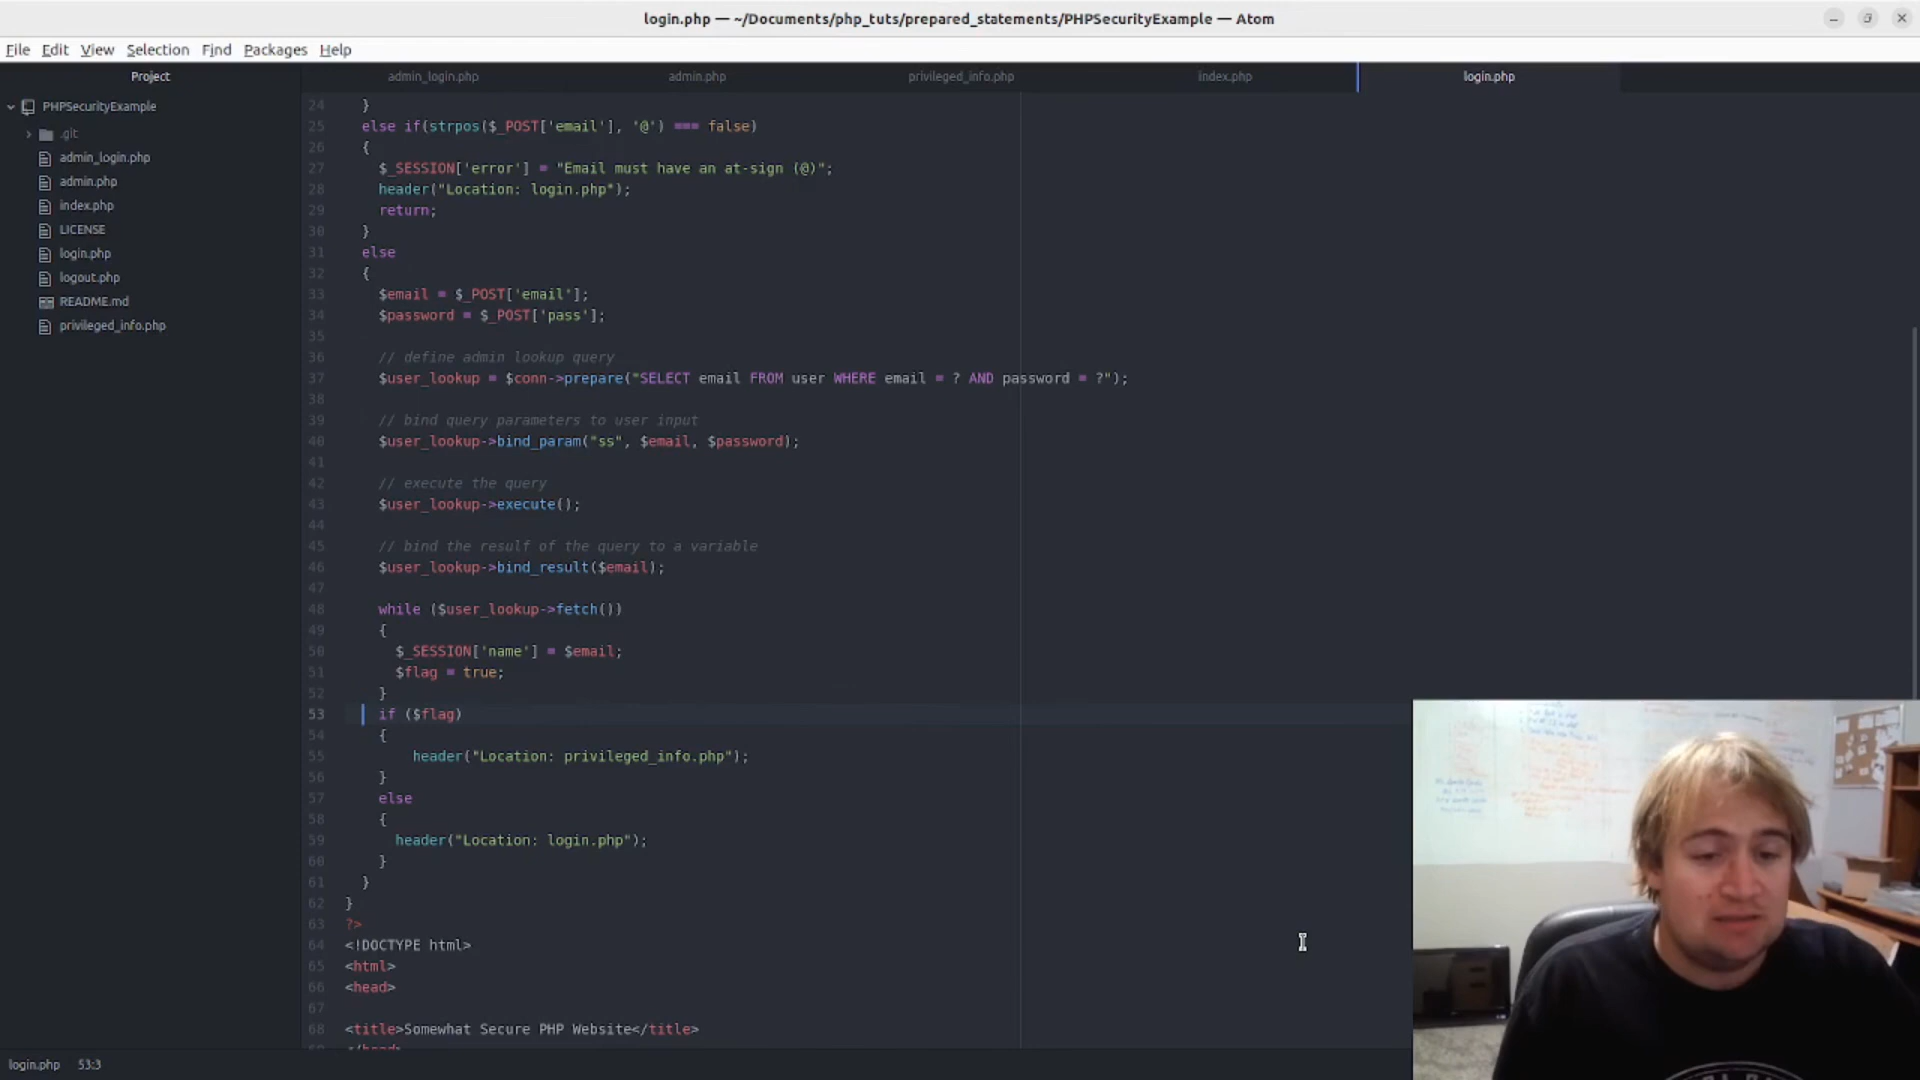 login.php — ~/Documents/php_tuts/prepared_statements/PHPSecurityExample — Atom
File Edit View Selection Find Packages Help
Project
admin_login.php
admin.php
privileged_info.php
index.php
login.php
PHPSecurityExample
.git
admin_login.php
admin.php
index.php
LICENSE
login.php
logout.php
README.md
privileged_info.php
24 }
25 else if(strpos($_POST['email'], '@') === false)
26 {
27 $_SESSION['error'] = "Email must have an at-sign (@)";
28 header("Location: login.php");
29 return;
30 }
31 else
32 {
33 $email = $_POST['email'];
34 $password = $_POST['pass'];
35
36 // define admin lookup query
37 $user_lookup = $conn->prepare("SELECT email FROM user WHERE email = ? AND password = ?");
38
39 // bind query parameters to user input
40 $user_lookup->bind_param("ss", $email, $password);
41
42 // execute the query
43 $user_lookup->execute();
44
45 // bind the resulf of the query to a variable
46 $user_lookup->bind_result($email);
47
48 while ($user_lookup->fetch())
49 {
50 $_SESSION['name'] = $email;
51 $flag = true;
52 }
53 if ($flag)
54 {
55 header("Location: privileged_info.php");
56 }
57 else
58 {
59 header("Location: login.php");
60 }
61 }
62 }
63 ?>
64 <!DOCTYPE html>
65 <html>
66 <head>
67
68 <title>Somewhat Secure PHP Website</title>
login.php 53:3